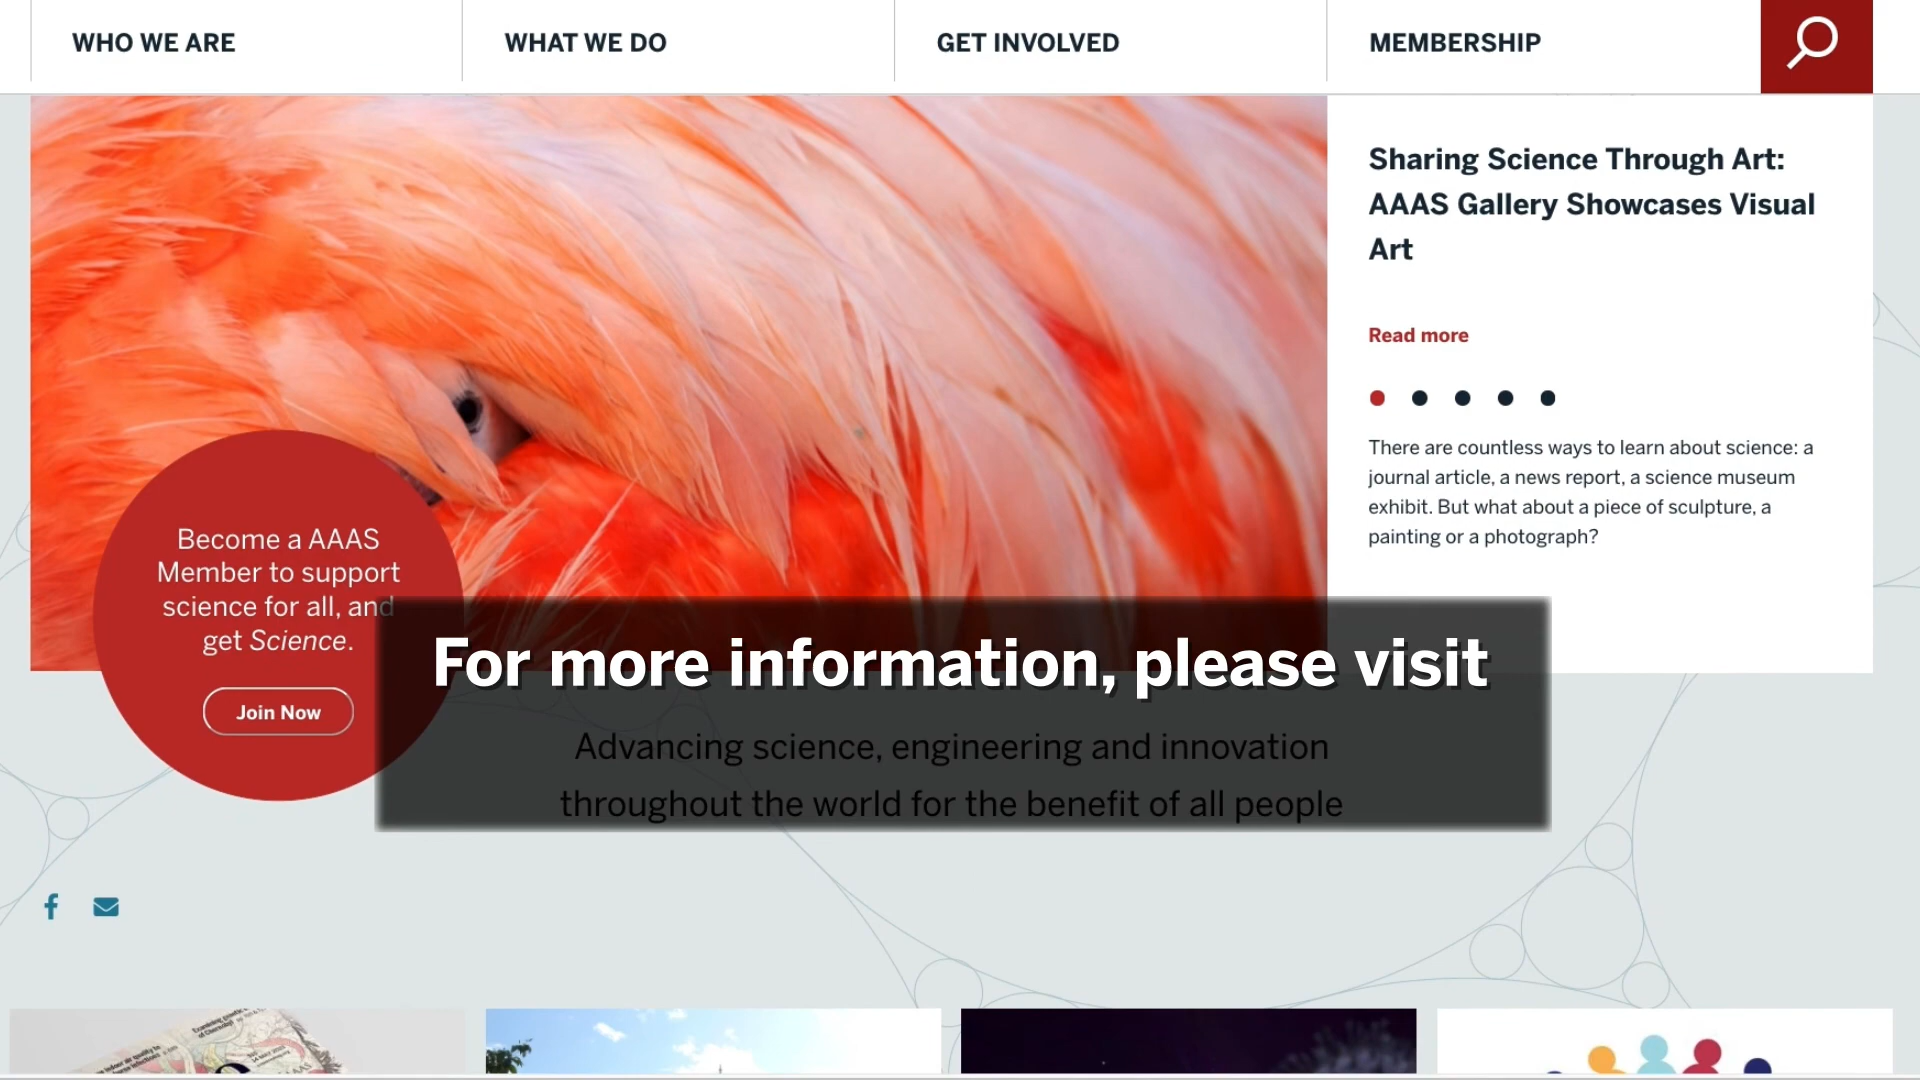 WHO WE ARE
WHAT WE DO
GET INVOLVED
MEMBERSHIP
Sharing Science Through Art:
AAAS Gallery Showcases Visual
Art
Read more
There are countless ways to learn about science: a
journal article, a news report, a science museum
exhibit. But what about a piece of sculpture, a
painting or a photograph?
Become a AAAS
Member to support
science for all, and
get Science.
Join Now
For more information, please visit
Advancing science, engineering and innovation
throughout the world for the benefit of all people